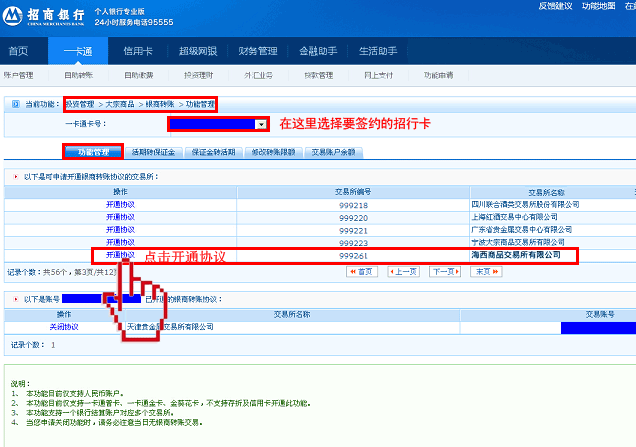 反馈建议 功能地图 在
招商银行 个人银行专业版
CHINA MERCHANTS BANK 24小时服务电话95555
首页 一卡通 信用卡 超级网银 财务管理 金融助手 生活助手
账户管理 自助转账 自助缴费 投资理财 外汇业务 贷款管理 网上支付 功能申请
当前功能: 投资管理 > 大宗商品 > 银商转账 > 功能管理
一卡通卡号: 在这里选择要签约的招行卡
功能管理 活期转保证金 保证金转活期 修改转账限额 交易账户余额
以下是可申请开通银商转账协议的交易所:
操作 交易所编号 交易所名称
开通协议 999218 四川联合酒类交易所股份有限公司
开通协议 999220 上海红酒交易中心有限公司
开通协议 999221 广东省贵金属交易中心有限公司
开通协议 999223 宁波大宗商品交易所有限公司
开通协议 点击开通协议 999261 海西商品交易所有限公司
记录个数: 共56个, 第3页/共12页 首页 上一页 下一页 末页
以下是账号 已开通的银商转账协议:
操作 交易所名称 交易账号
关闭协议 天津贵金属交易所有限公司
记录个数: 1
说明:
1、 本功能目前仅支持人民币账户。
2、 本功能目前仅支持一卡通普卡、一卡通金卡、金葵花卡,不支持存折及信用卡开通此功能。
3、 本功能支持一个银行结算账户对应多个交易所。
4、 当您申请关闭功能时,请务必注意当日无银商转账交易。